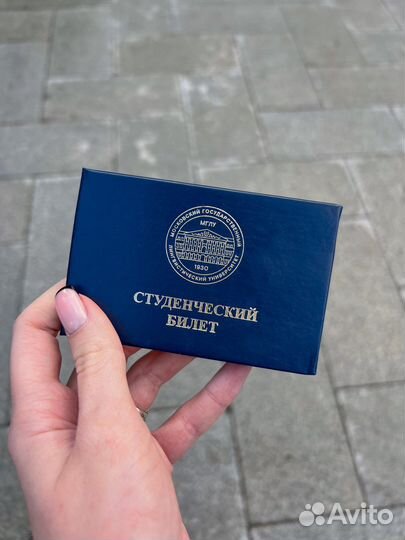 МОСКОВСКИЙ ГОСУДАРСТВЕННЫЙ
МГЛУ
1930
ЛИНГВИСТИЧЕСКИЙ УНИВЕРСИТЕТ
СТУДЕНЧЕСКИЙ
БИЛЕТ
Avito